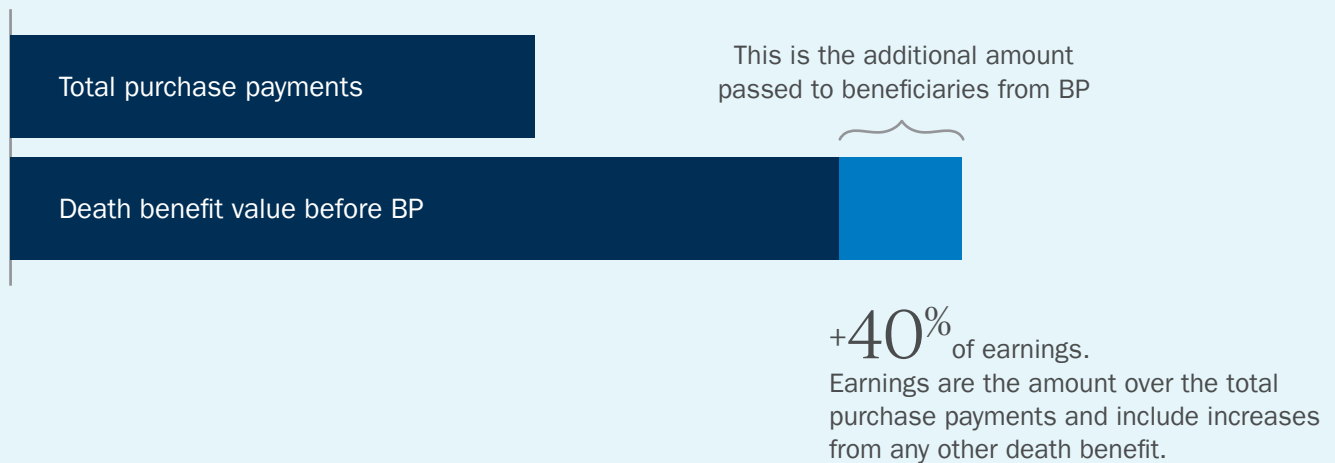 Total purchase payments
This is the additional amount
passed to beneficiaries from BP
Death benefit value before BP
+40% of earnings.
Earnings are the amount over the total
purchase payments and include increases
from any other death benefit.